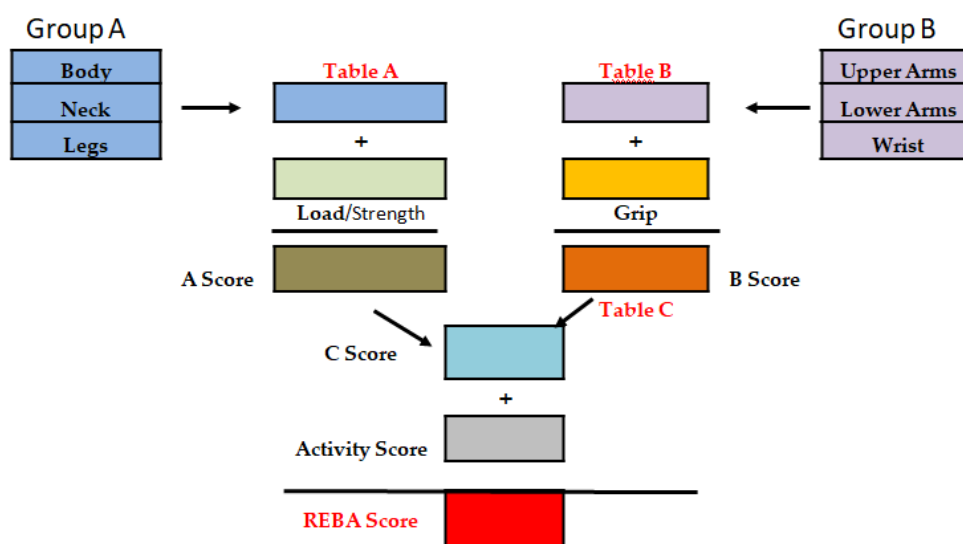 Group A
Group B
Body
Neck
Legs
Table A
Table B
Upper Arms
Lower Arms
Wrist
+
+
Load/Strength
Grip
A Score
B Score
Table C
C Score
+
Activity Score
REBA Score